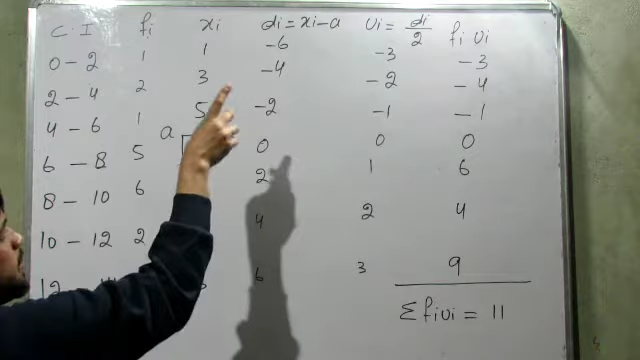 C.I fi xi di = xi - a ui = di/2 fi ui
0 - 2 1 1 -6 -3 -3
2 - 4 2 3 -4 -2 -4
4 - 6 1 5 -2 -1 -1
6 - 8 5 a 0 0 0
8 - 10 6 2 1 6
10 - 12 2 4 2 4
12 - 6 3 9
Σ fi ui = 11